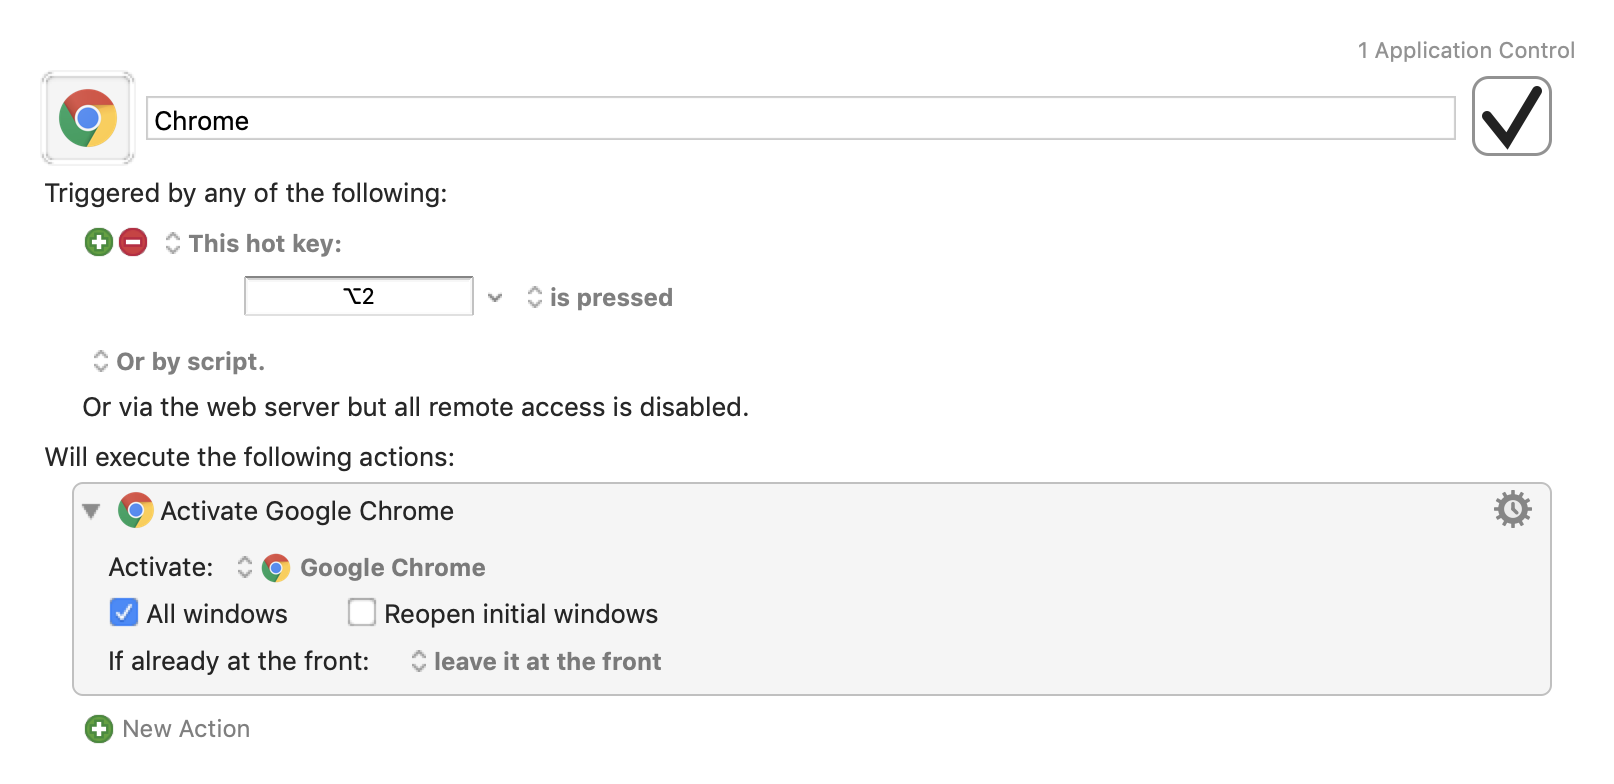 1 Application Control
Chrome
Triggered by any of the following:
This hot key:
⌥2 is pressed
Or by script.
Or via the web server but all remote access is disabled.
Will execute the following actions:
Activate Google Chrome
Activate: Google Chrome
All windows Reopen initial windows
If already at the front: leave it at the front
New Action